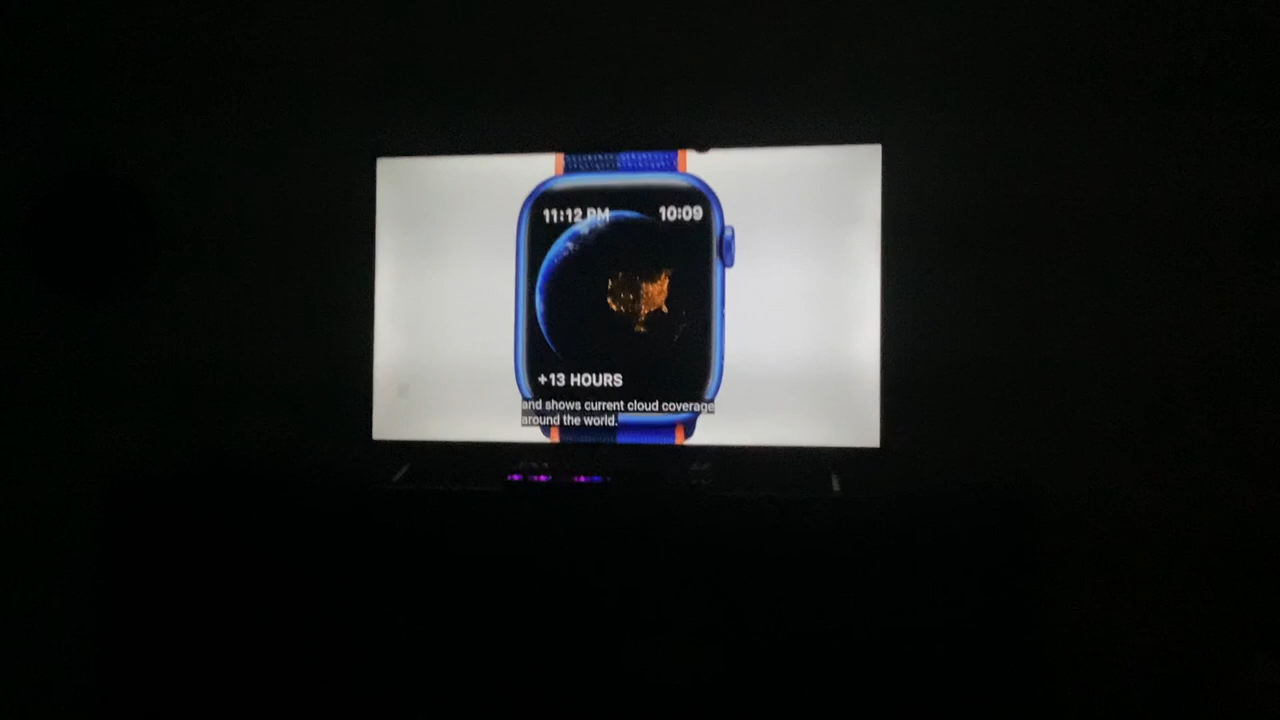 11:12 PM 10:09
+13 HOURS
and shows current cloud coverage
around the world.